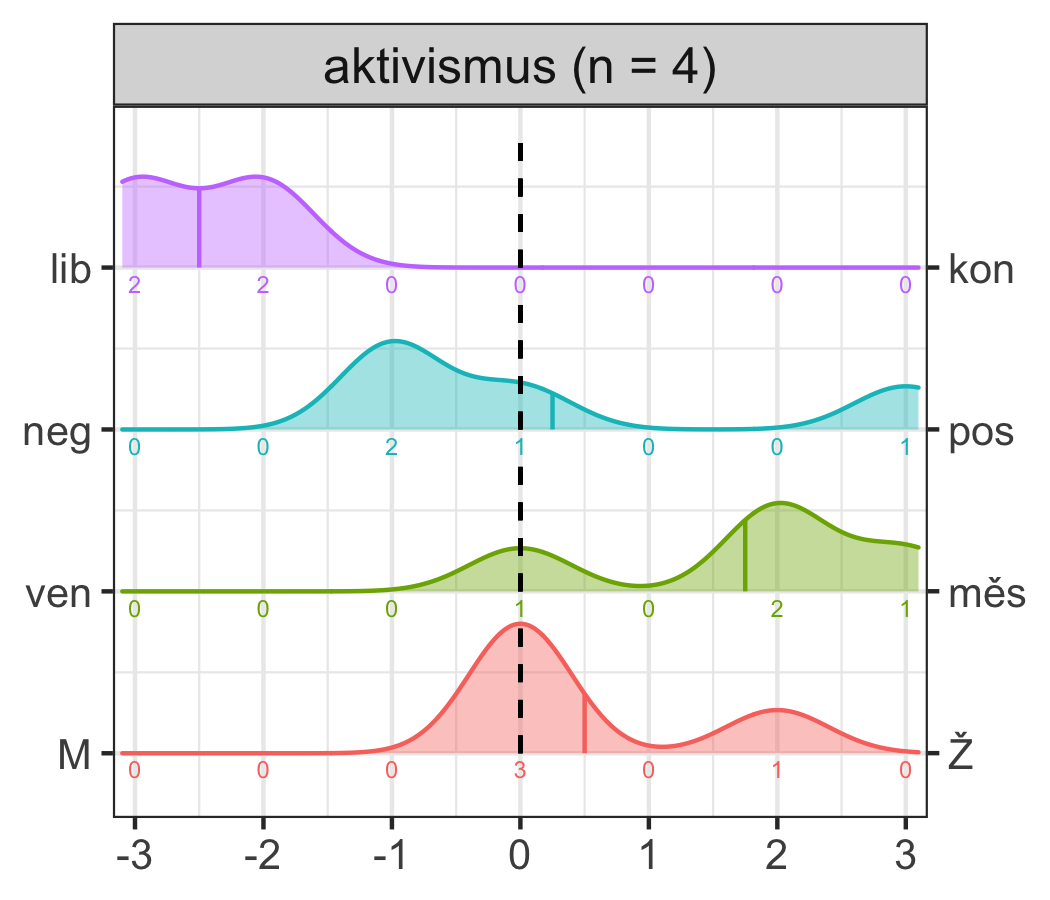 aktivismus (n = 4)
lib kon
2 2 0 0 0 0 0
neg pos
0 0 2 1 0 0 1
ven měs
0 0 0 1 0 2 1
M Ž
0 0 0 3 0 1 0
-3 -2 -1 0 1 2 3